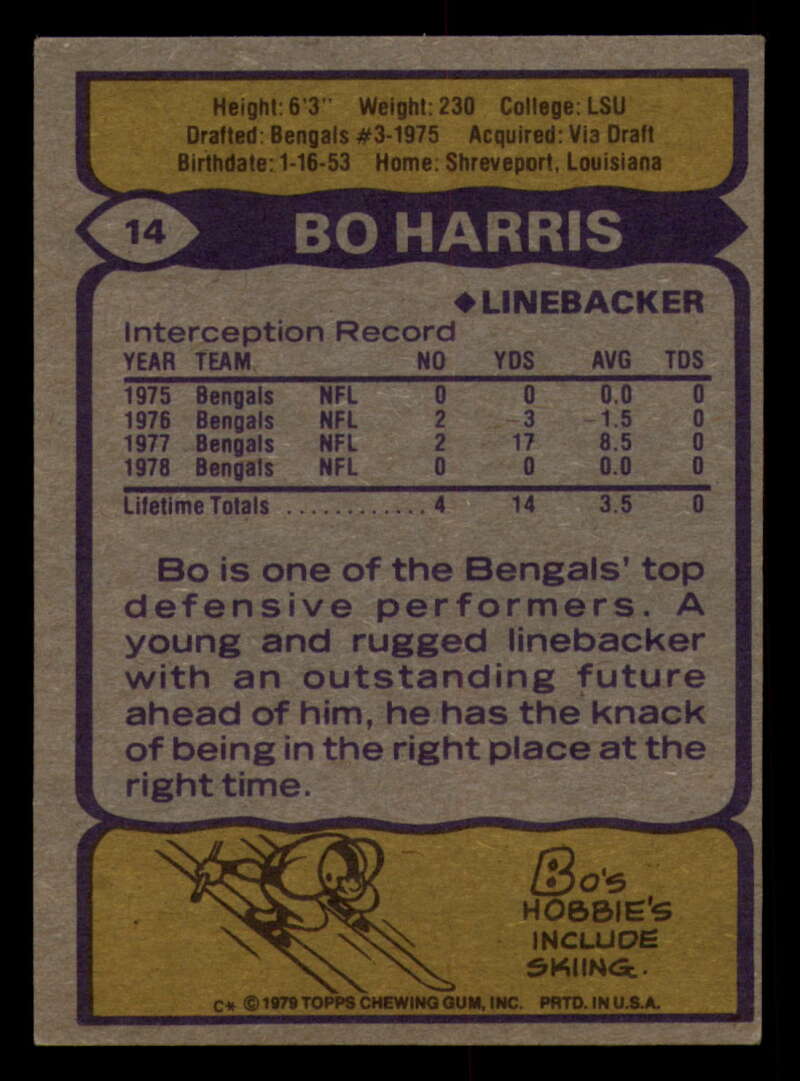 Height: 6'3" Weight: 230 College: LSU
Drafted: Bengals #3-1975 Acquired: Via Draft
Birthdate: 1-16-53 Home: Shreveport, Louisiana
14 BO HARRIS
◆LINEBACKER
Interception Record
YEAR TEAM NO YDS AVG TDS
1975 Bengals NFL 0 0 0.0 0
1976 Bengals NFL 2 -3 -1.5 0
1977 Bengals NFL 2 17 8.5 0
1978 Bengals NFL 0 0 0.0 0
Lifetime Totals ............ 4 14 3.5 0
Bo is one of the Bengals' top
defensive performers. A
young and rugged linebacker
with an outstanding future
ahead of him, he has the knack
of being in the right place at the
right time.
Bo's
HOBBIE'S
INCLUDE
SKIING.
C* © 1979 TOPPS CHEWING GUM, INC. PRTD. IN U.S.A.